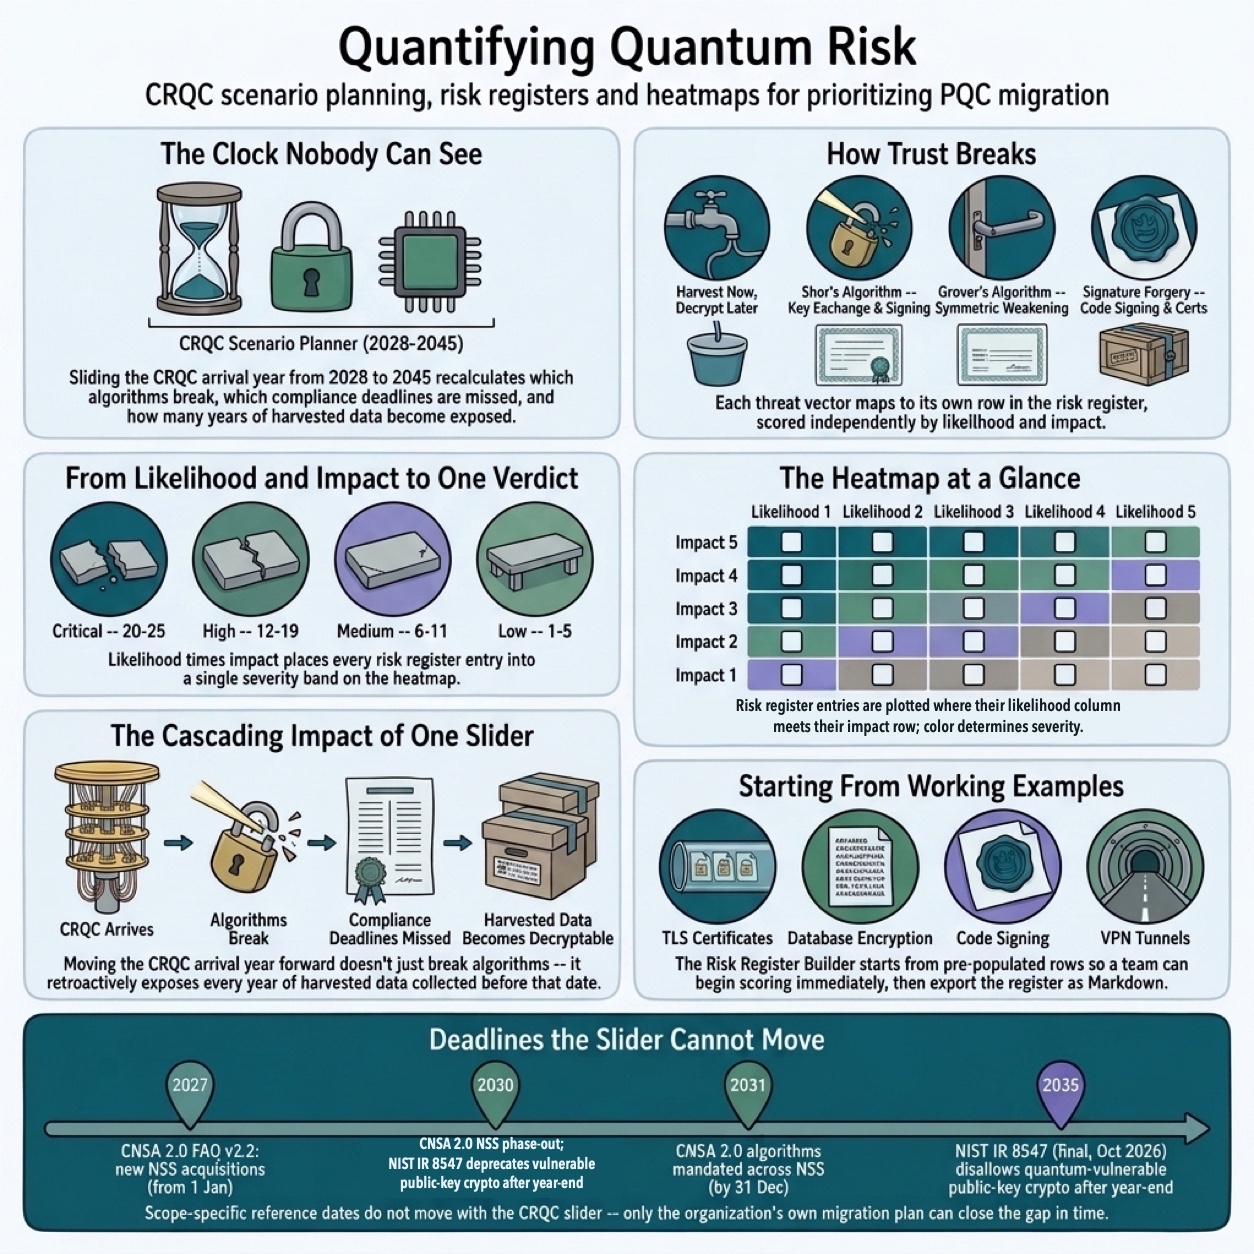 Quantifying Quantum Risk
CRQC scenario planning, risk registers and heatmaps for prioritizing PQC migration
The Clock Nobody Can See
CRQC Scenario Planner (2028-2045)
Sliding the CRQC arrival year from 2028 to 2045 recalculates which
algorithms break, which compliance deadlines are missed, and
how many years of harvested data become exposed.
How Trust Breaks
Harvest Now,
Decrypt Later
Shor's Algorithm --
Key Exchange & Signing
Grover's Algorithm --
Symmetric Weakening
Signature Forgery --
Code Signing & Certs
Each threat vector maps to its own row in the risk register,
scored independently by likelihood and impact.
From Likelihood and Impact to One Verdict
Critical -- 20-25
High -- 12-19
Medium -- 6-11
Low -- 1-5
Likelihood times impact places every risk register entry into
a single severity band on the heatmap.
The Heatmap at a Glance
Likelihood 1 Likelihood 2 Likelihood 3 Likelihood 4 Likelihood 5
Impact 5
Impact 4
Impact 3
Impact 2
Impact 1
Risk register entries are plotted where their likelihood column
meets their impact row; color determines severity.
The Cascading Impact of One Slider
CRQC Arrives
Algorithms
Break
Compliance
Deadlines Missed
Harvested Data
Becomes Decryptable
Moving the CRQC arrival year forward doesn't just break algorithms -- it
retroactively exposes every year of harvested data collected before that date.
Starting From Working Examples
TLS Certificates
Database Encryption
Code Signing
VPN Tunnels
The Risk Register Builder starts from pre-populated rows so a team can
begin scoring immediately, then export the register as Markdown.
Deadlines the Slider Cannot Move
2027
CNSA 2.0 FAQ v2.2:
new NSS acquisitions
(from 1 Jan)
2030
CNSA 2.0 NSS phase-out;
NIST IR 8547 deprecates vulnerable
public-key crypto after year-end
2031
CNSA 2.0 algorithms
mandated across NSS
(by 31 Dec)
2035
NIST IR 8547 (final, Oct 2026)
disallows quantum-vulnerable
public-key crypto after year-end
Scope-specific reference dates do not move with the CRQC slider -- only the organization's own migration plan can close the gap in time.